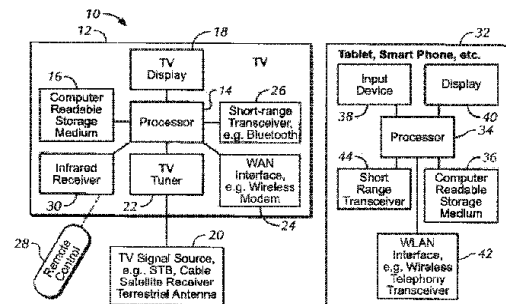 10
12
18
TV
Display
TV
16
14
26
Computer
Readable
Storage
Medium
Processor
Short-range
Transceiver,
e.g. Bluetooth
Infrared
Receiver
TV
Tuner
WAN
Interface,
e.g. Wireless
Modem
30
22
24
28
Remote
Control
20
TV Signal Source,
e.g., STB, Cable
Satellite Receiver
Terrestrial Antenna
32
Tablet, Smart Phone, etc.
Input
Device
Display
38
40
Processor
34
44
36
Short
Range
Transceiver
Computer
Readable
Storage
Medium
WLAN
Interface,
e.g. Wireless
Telephony
Transceiver
42